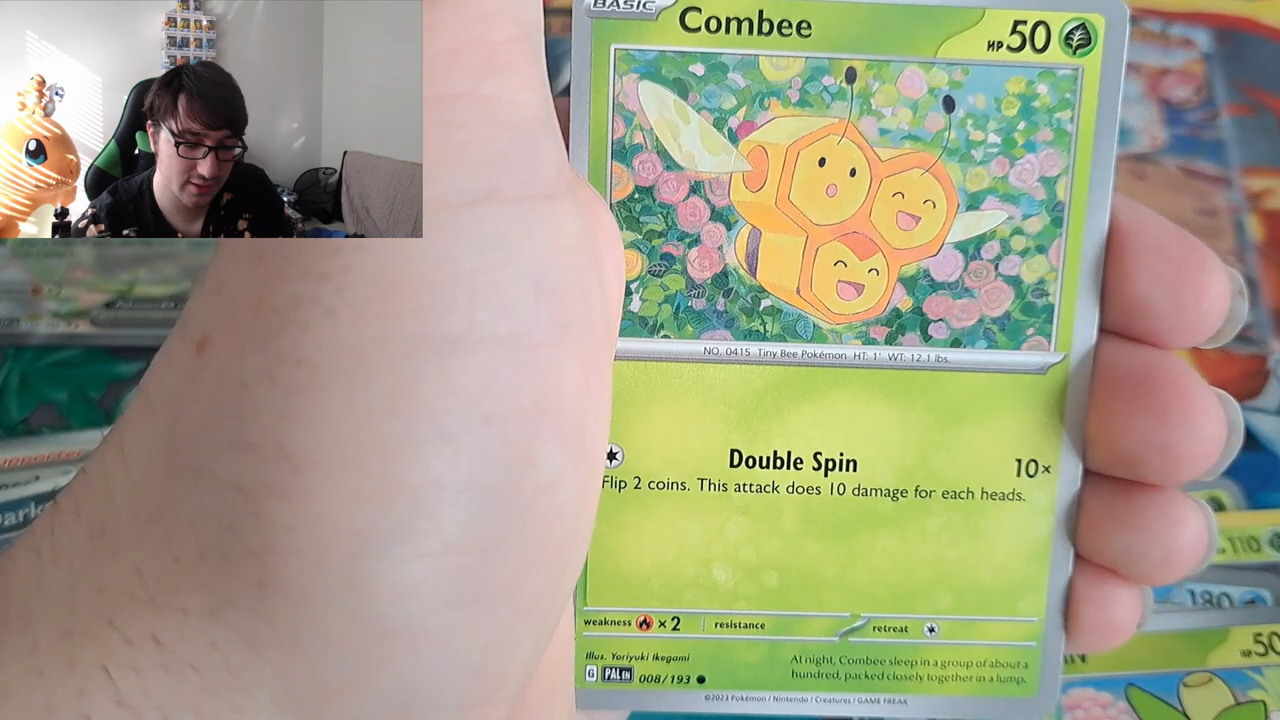 BASIC
Combee
HP50
NO. 0415 Tiny Bee Pokémon HT: 1' WT: 12.1 lbs.
Double Spin 10×
Flip 2 coins. This attack does 10 damage for each heads.
weakness ×2 resistance retreat
Illus. Yoriyuki Ikegami
At night, Combee sleep in a group of about a
hundred, packed closely together in a lump.
G PAL EN 008/193
©2023 Pokémon / Nintendo / Creatures / GAME FREAK
110
180
HP50